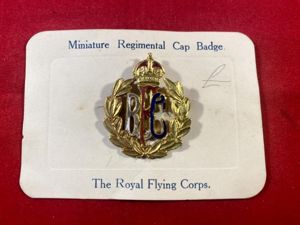 Miniature Regimental Cap Badge.
RFC
The Royal Flying Corps.